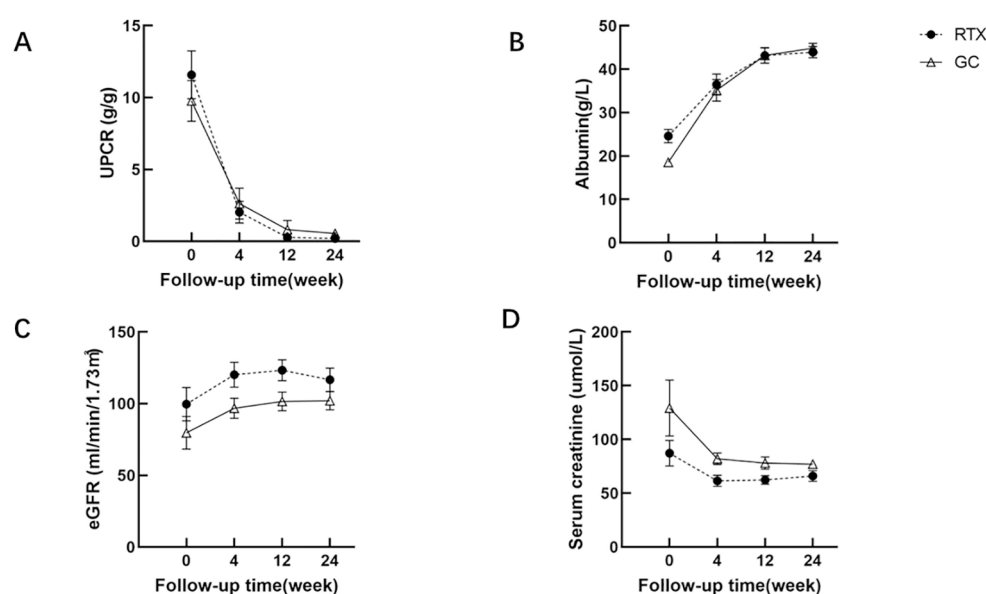 A
UPCR (g/g)
15
10
5
0
0 4 12 24
Follow-up time(week)
B
Albumin(g/L)
50
40
30
20
10
0
0 4 12 24
Follow-up time(week)
RTX
GC
C
eGFR (ml/min/1.73m²)
150
100
50
0
0 4 12 24
Follow-up time(week)
D
Serum creatinine (umol/L)
200
150
100
50
0
0 4 12 24
Follow-up time(week)